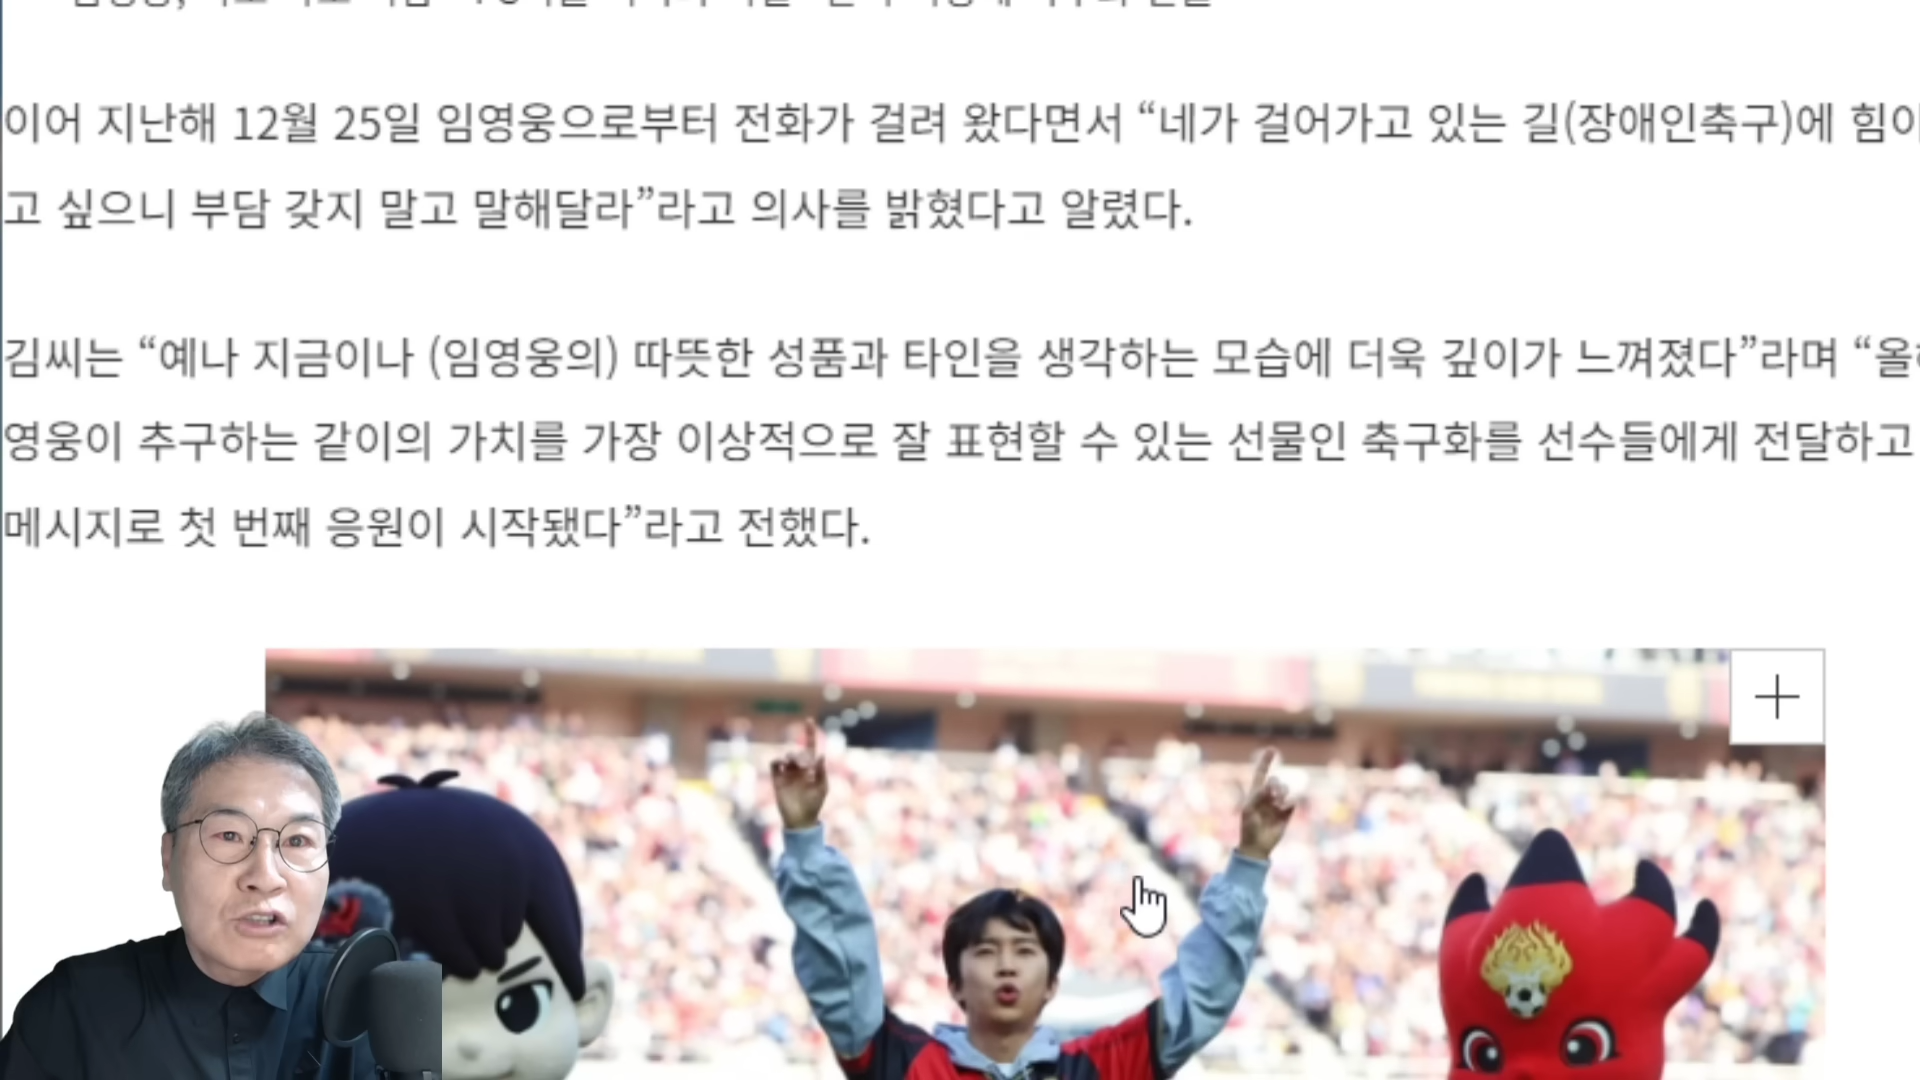 이어 지난해 12월 25일 임영웅으로부터 전화가 걸려 왔다면서 “네가 걸어가고 있는 길(장애인축구)에 힘이
고 싶으니 부담 갖지 말고 말해달라”라고 의사를 밝혔다고 알렸다.
김씨는 “예나 지금이나 (임영웅의) 따뜻한 성품과 타인을 생각하는 모습에 더욱 깊이가 느껴졌다”라며 “올해
영웅이 추구하는 같이의 가치를 가장 이상적으로 잘 표현할 수 있는 선물인 축구화를 선수들에게 전달하고
메시지로 첫 번째 응원이 시작됐다”라고 전했다.